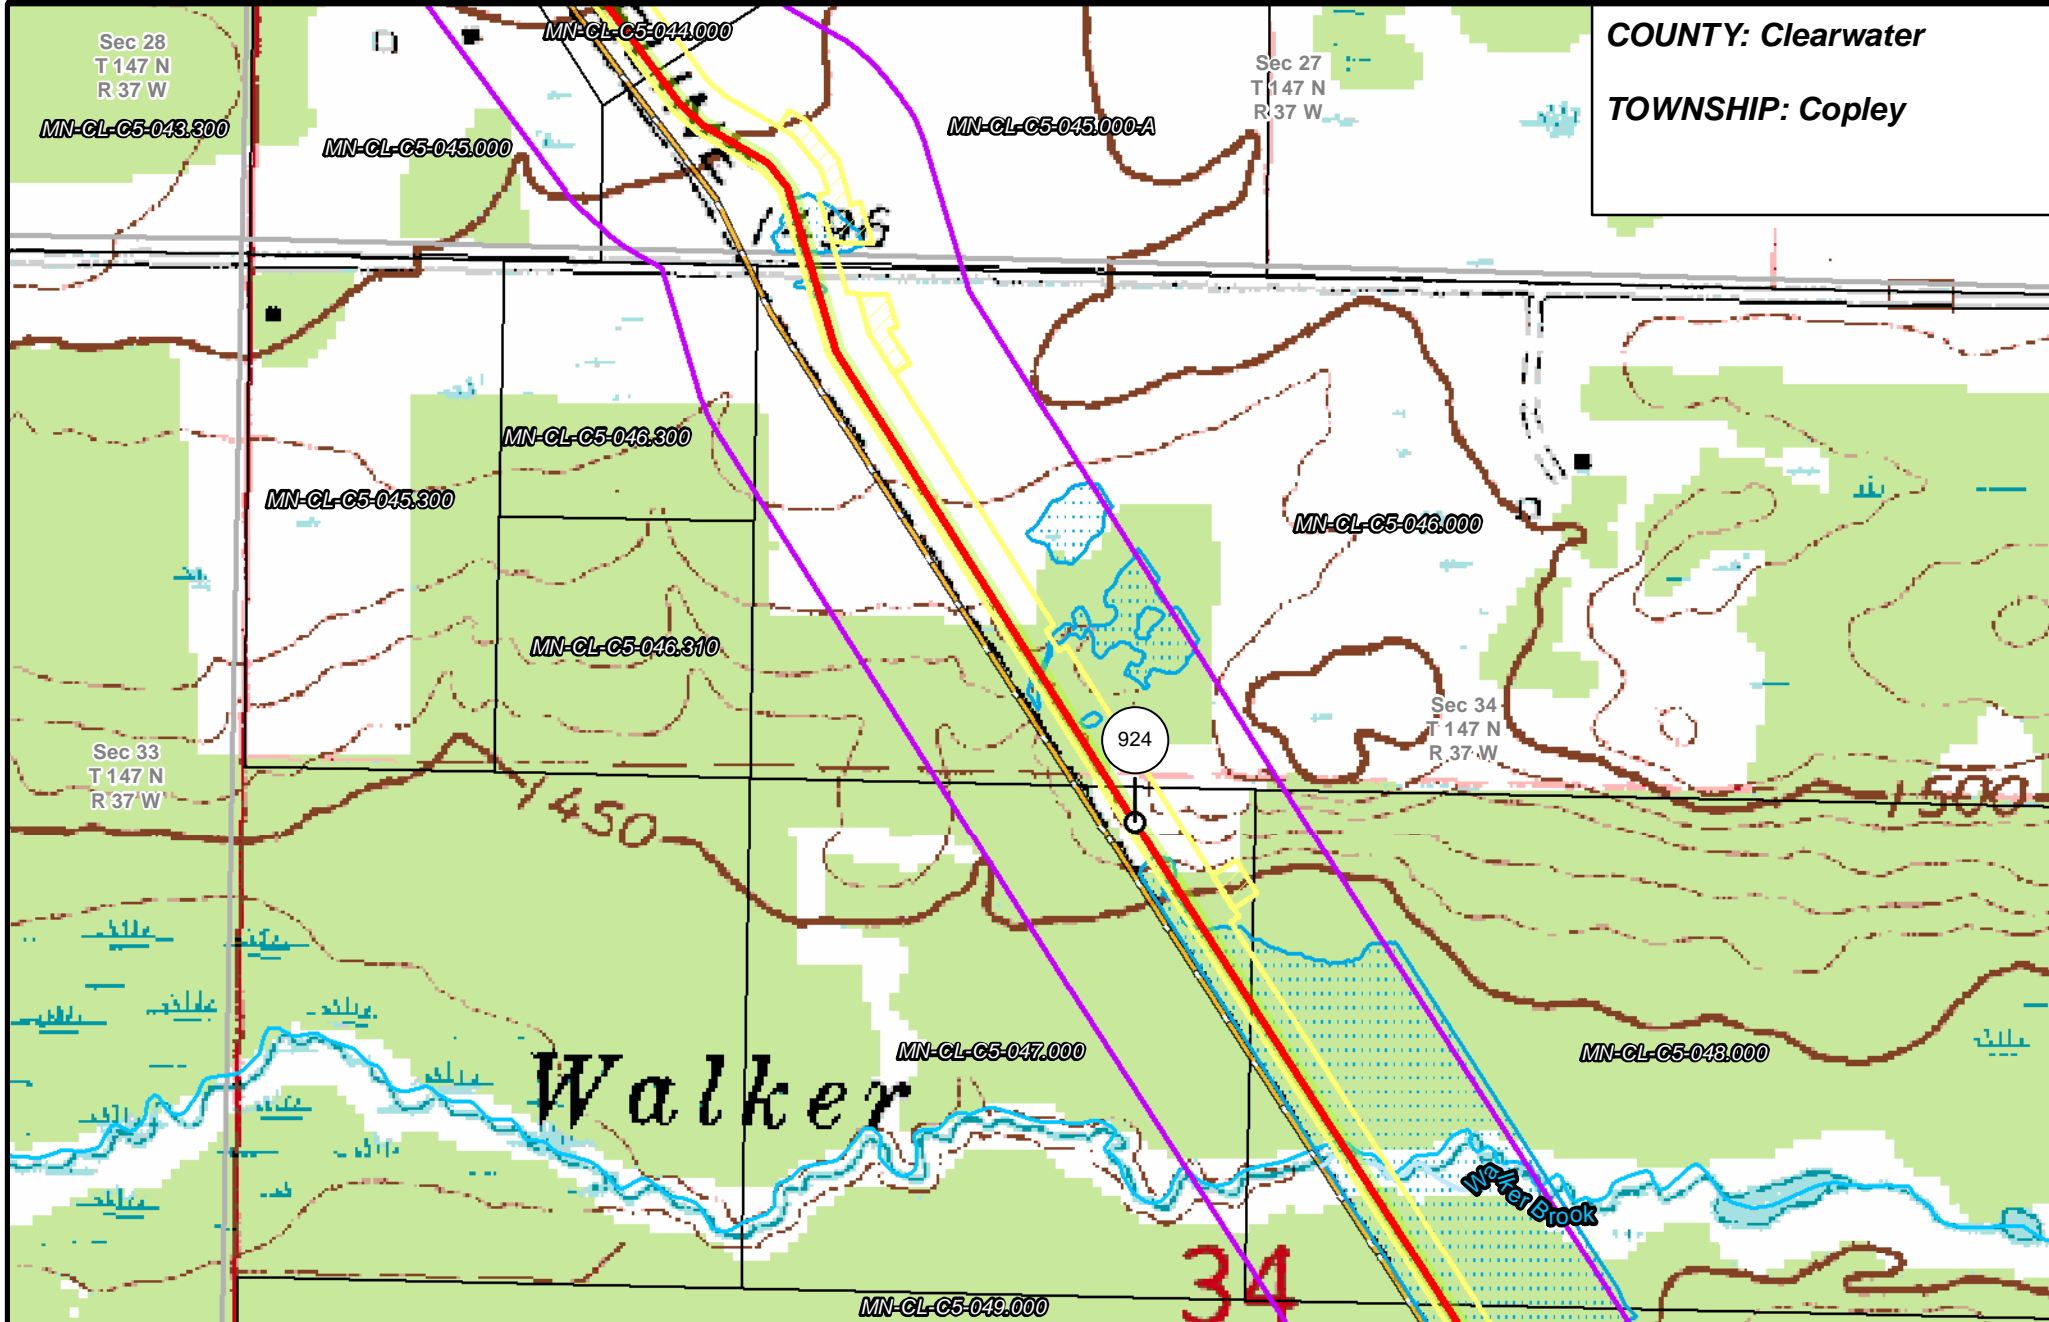 COUNTY: Clearwater
TOWNSHIP: Copley
MN-CL-C5-044.000
Sec 28
T 147 N
R 37 W
Sec 27
T 147 N
R 37 W
MN-CL-C5-043.300
MN-CL-C5-045.000
MN-CL-C5-045.000-A
1496
MN-CL-C5-046.300
MN-CL-C5-045.300
MN-CL-C5-046.000
MN-CL-C5-046.310
Sec 34
T 147 N
R 37 W
924
Sec 33
T 147 N
R 37 W
1450
1500
MN-CL-C5-047.000
MN-CL-C5-048.000
Walker
Walker Brook
34
MN-CL-C5-049.000